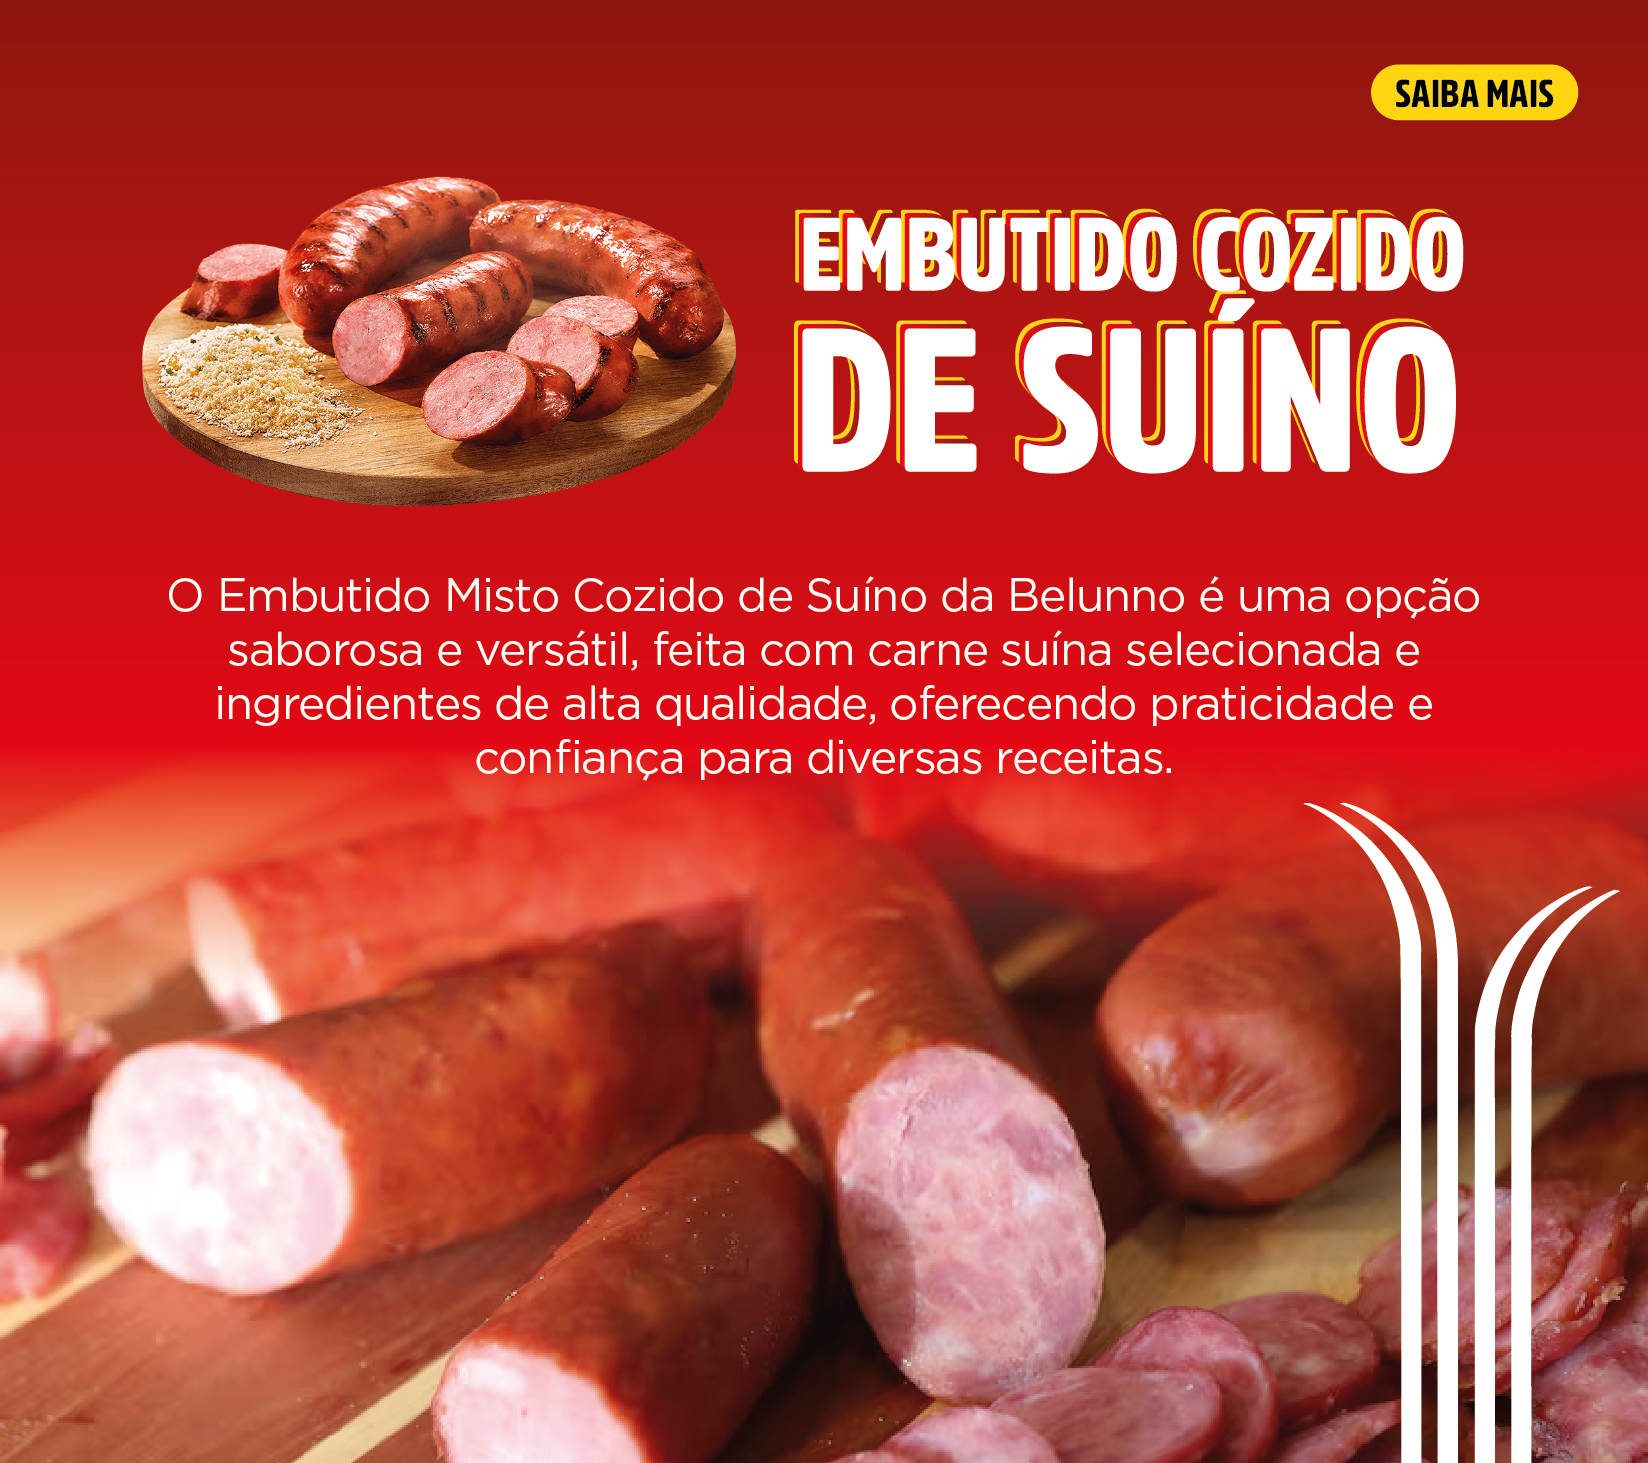 SAIBA MAIS
EMBUTIDO COZIDO
DE SUÍNO
O Embutido Misto Cozido de Suíno da Belunno é uma opção
saborosa e versátil, feita com carne suína selecionada e
ingredientes de alta qualidade, oferecendo praticidade e
confiança para diversas receitas.